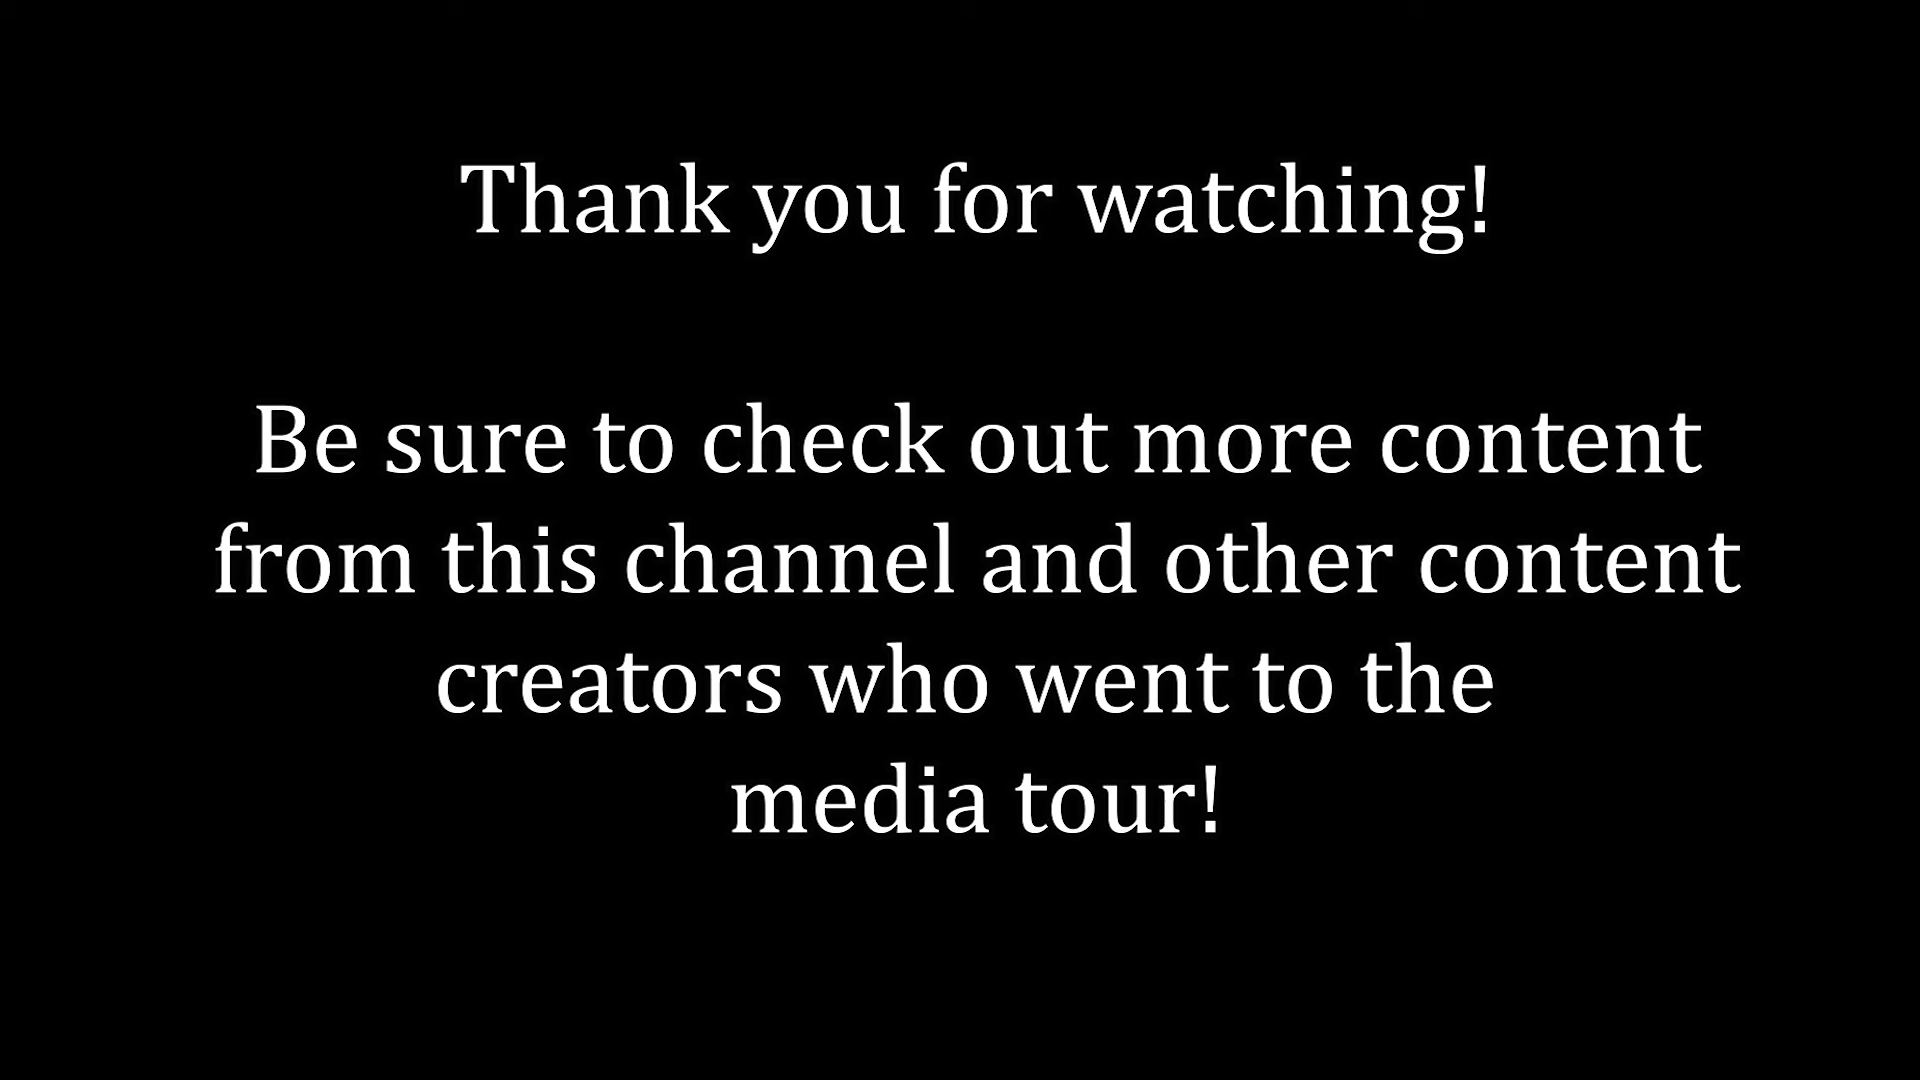 Thank you for watching!
Be sure to check out more content
from this channel and other content
creators who went to the
media tour!